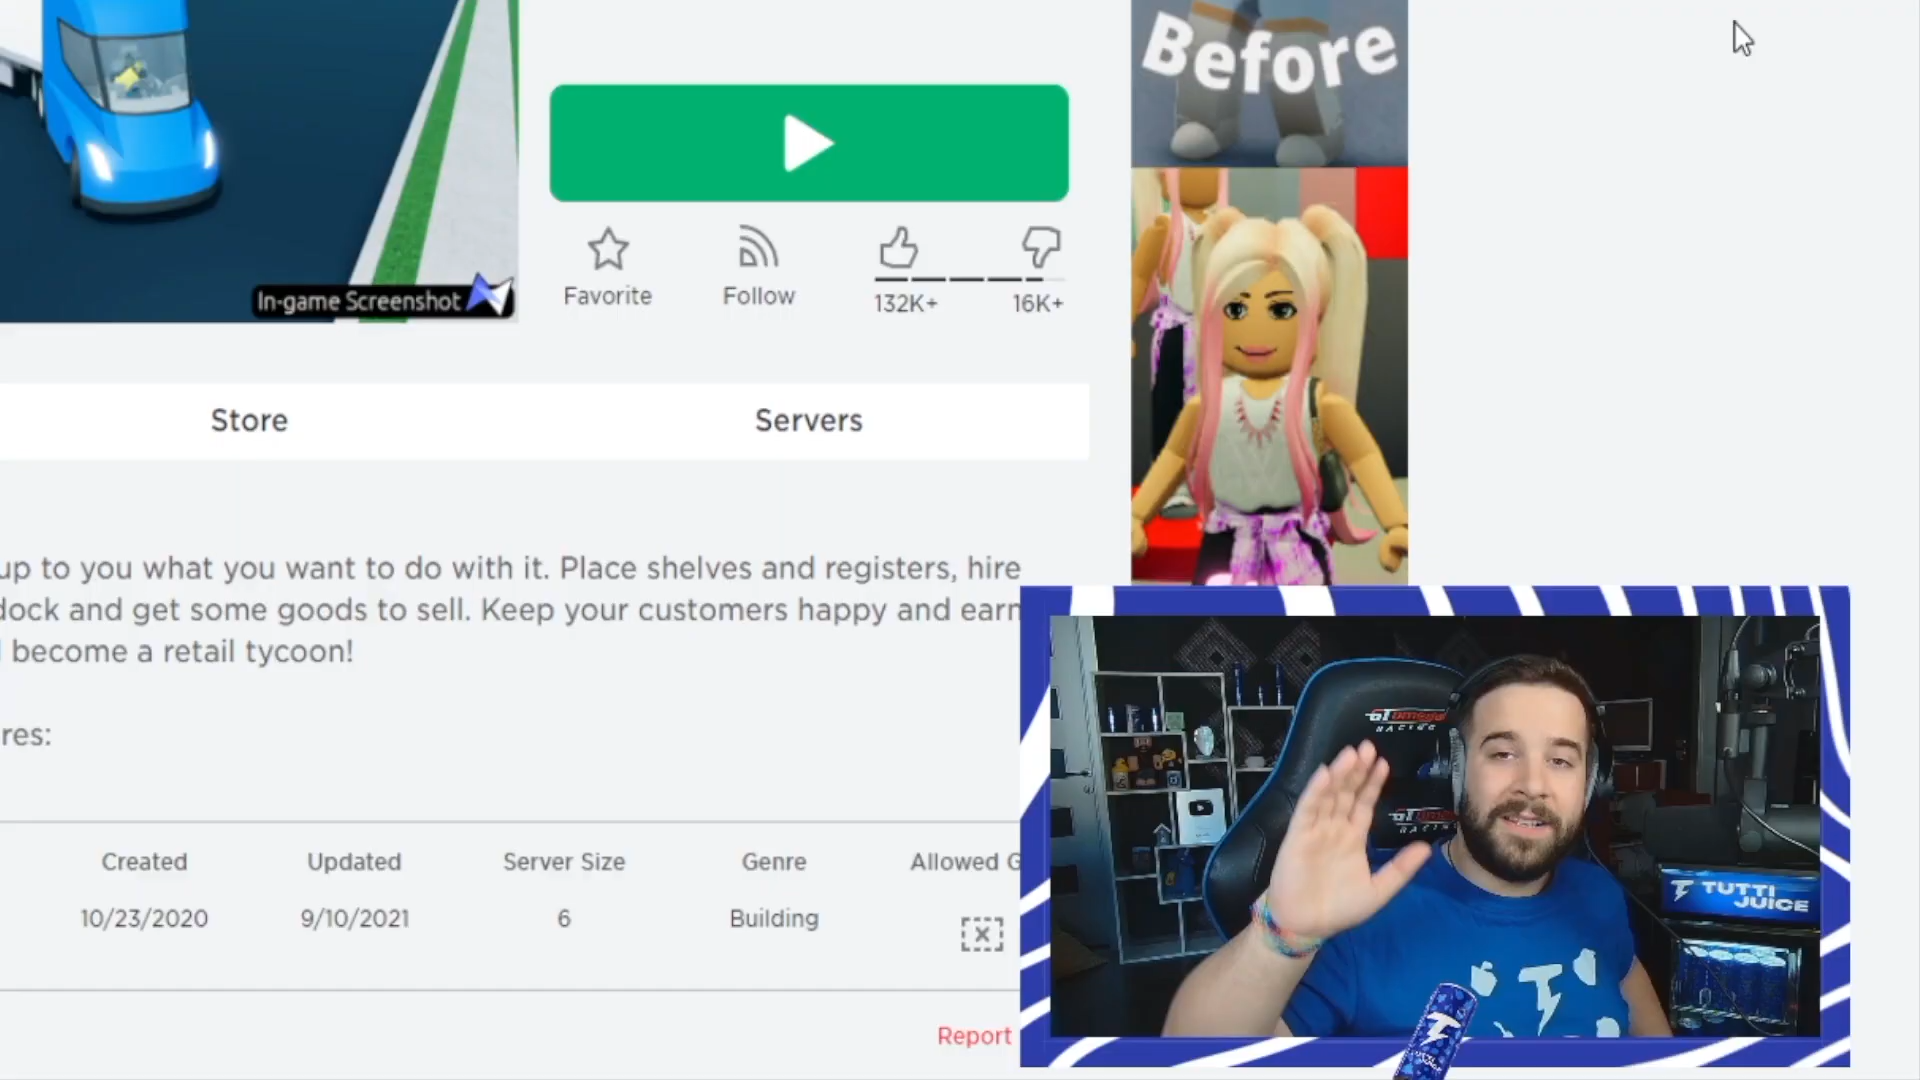 Before
In-game Screenshot
Favorite
Follow
132K+
16K+
Store
Servers
up to you what you want to do with it. Place shelves and registers, hire
dock and get some goods to sell. Keep your customers happy and earn
become a retail tycoon!
res:
Created
Updated
Server Size
Genre
Allowed G
10/23/2020
9/10/2021
6
Building
Report
RACING
TUTTI
JUICE